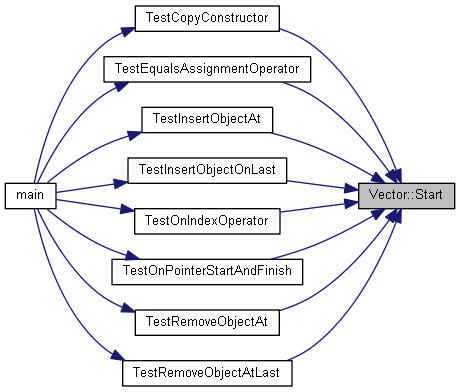 TestCopyConstructor
TestEqualsAssignmentOperator
TestInsertObjectAt
TestInsertObjectOnLast
main
Vector::Start
TestOnIndexOperator
TestOnPointerStartAndFinish
TestRemoveObjectAt
TestRemoveObjectAtLast